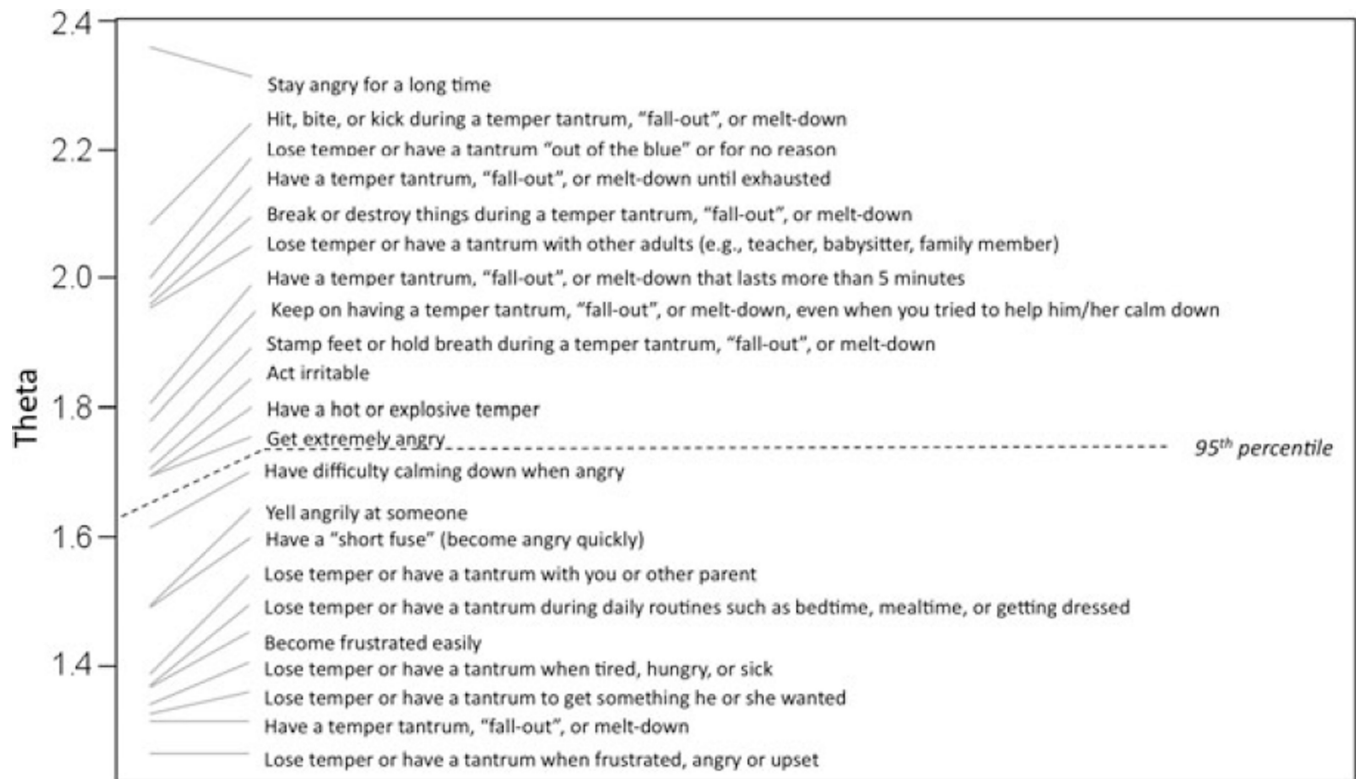 2.4
Stay angry for a long time
Hit, bite, or kick during a temper tantrum, “fall-out”, or melt-down
2.2
Lose temper or have a tantrum “out of the blue” or for no reason
Have a temper tantrum, “fall-out”, or melt-down until exhausted
Break or destroy things during a temper tantrum, “fall-out”, or melt-down
Lose temper or have a tantrum with other adults (e.g., teacher, babysitter, family member)
2.0
Have a temper tantrum, “fall-out”, or melt-down that lasts more than 5 minutes
Keep on having a temper tantrum, “fall-out”, or melt-down, even when you tried to help him/her calm down
Stamp feet or hold breath during a temper tantrum, “fall-out”, or melt-down
Act irritable
Theta
1.8
Have a hot or explosive temper
Get extremely angry
95th percentile
Have difficulty calming down when angry
Yell angrily at someone
1.6
Have a “short fuse” (become angry quickly)
Lose temper or have a tantrum with you or other parent
Lose temper or have a tantrum during daily routines such as bedtime, mealtime, or getting dressed
Become frustrated easily
1.4
Lose temper or have a tantrum when tired, hungry, or sick
Lose temper or have a tantrum to get something he or she wanted
Have a temper tantrum, “fall-out”, or melt-down
Lose temper or have a tantrum when frustrated, angry or upset